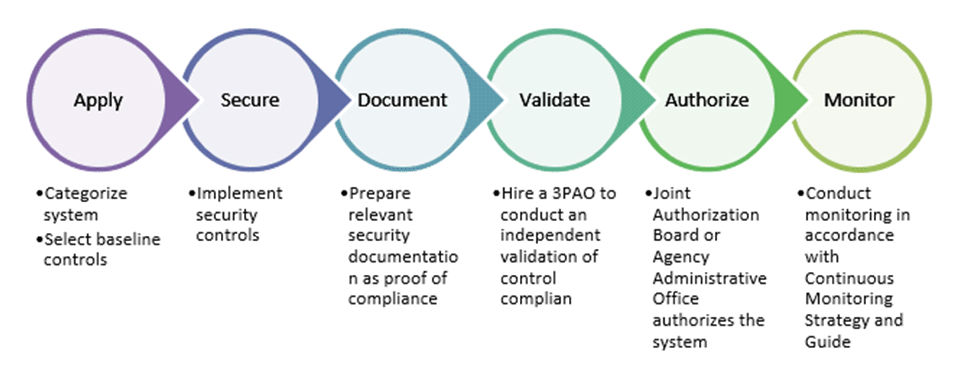 Apply
Secure
Document
Validate
Authorize
Monitor
•Categorize
system
•Select baseline
controls
•Implement
security
controls
•Prepare
relevant
security
documentatio
n as proof of
compliance
•Hire a 3PAO to
conduct an
independent
validation of
control
complian
•Joint
Authorization
Board or
Agency
Administrative
Office
authorizes the
system
•Conduct
monitoring in
accordance
with
Continuous
Monitoring
Strategy and
Guide